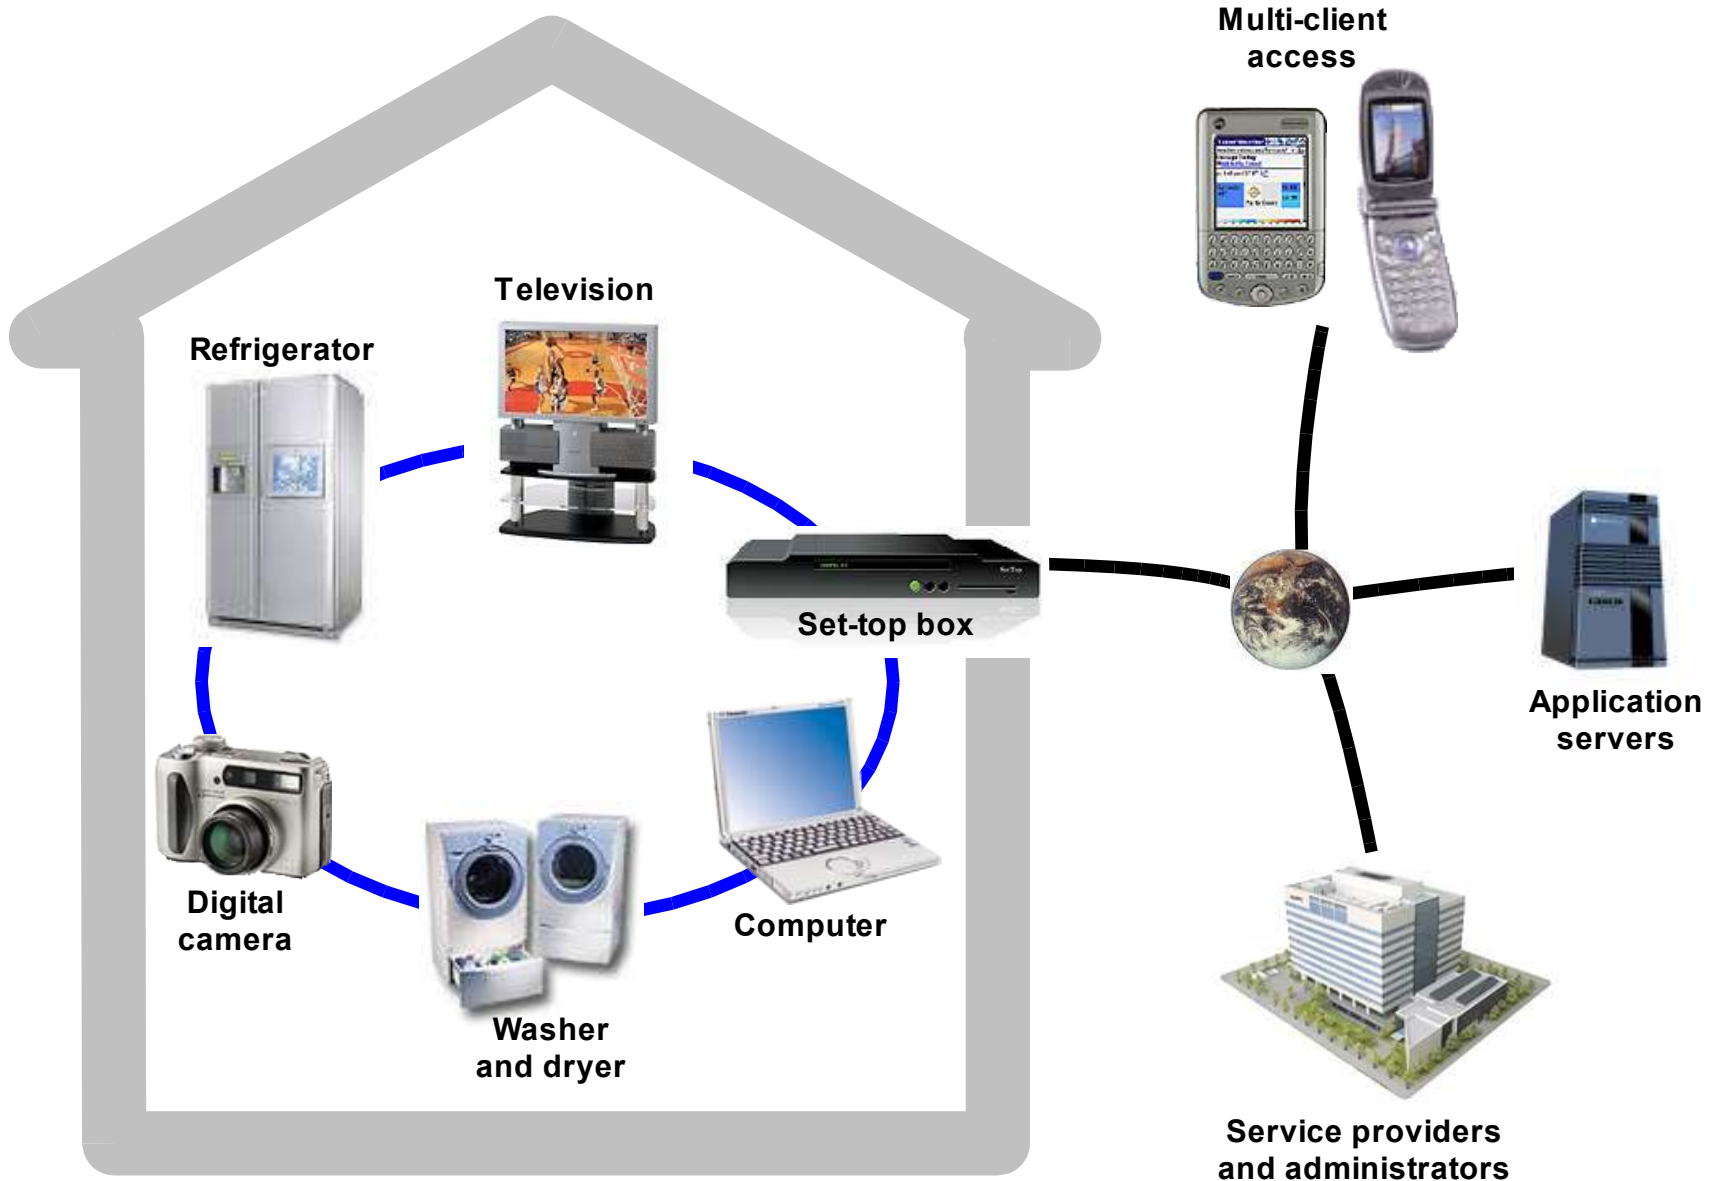 Multi-client
access
Television
Refrigerator
Set-top box
Application
servers
Digital
camera
Computer
Washer
and dryer
Service providers
and administrators